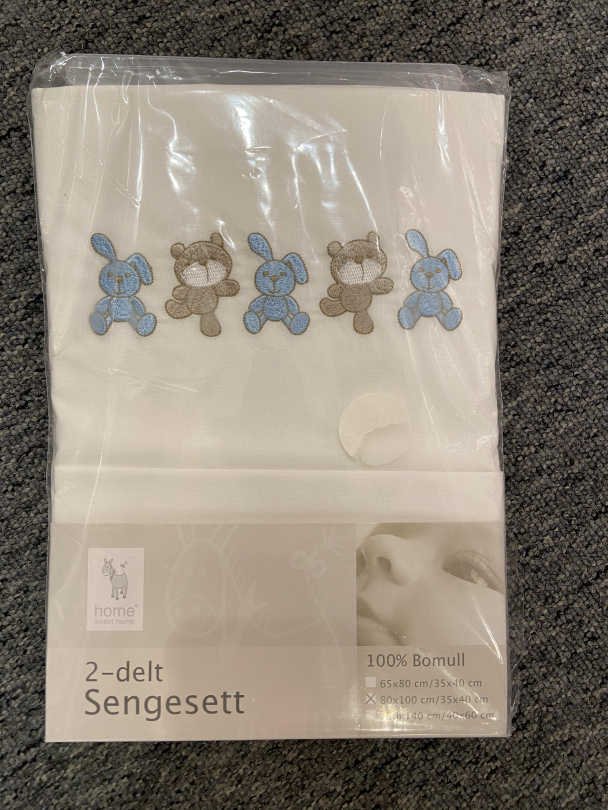 home
sweet home
2-delt
Sengesett
100% Bomull
65x80 cm/35x40 cm
80x100 cm/35x40 cm
140 cm/40x60 cm